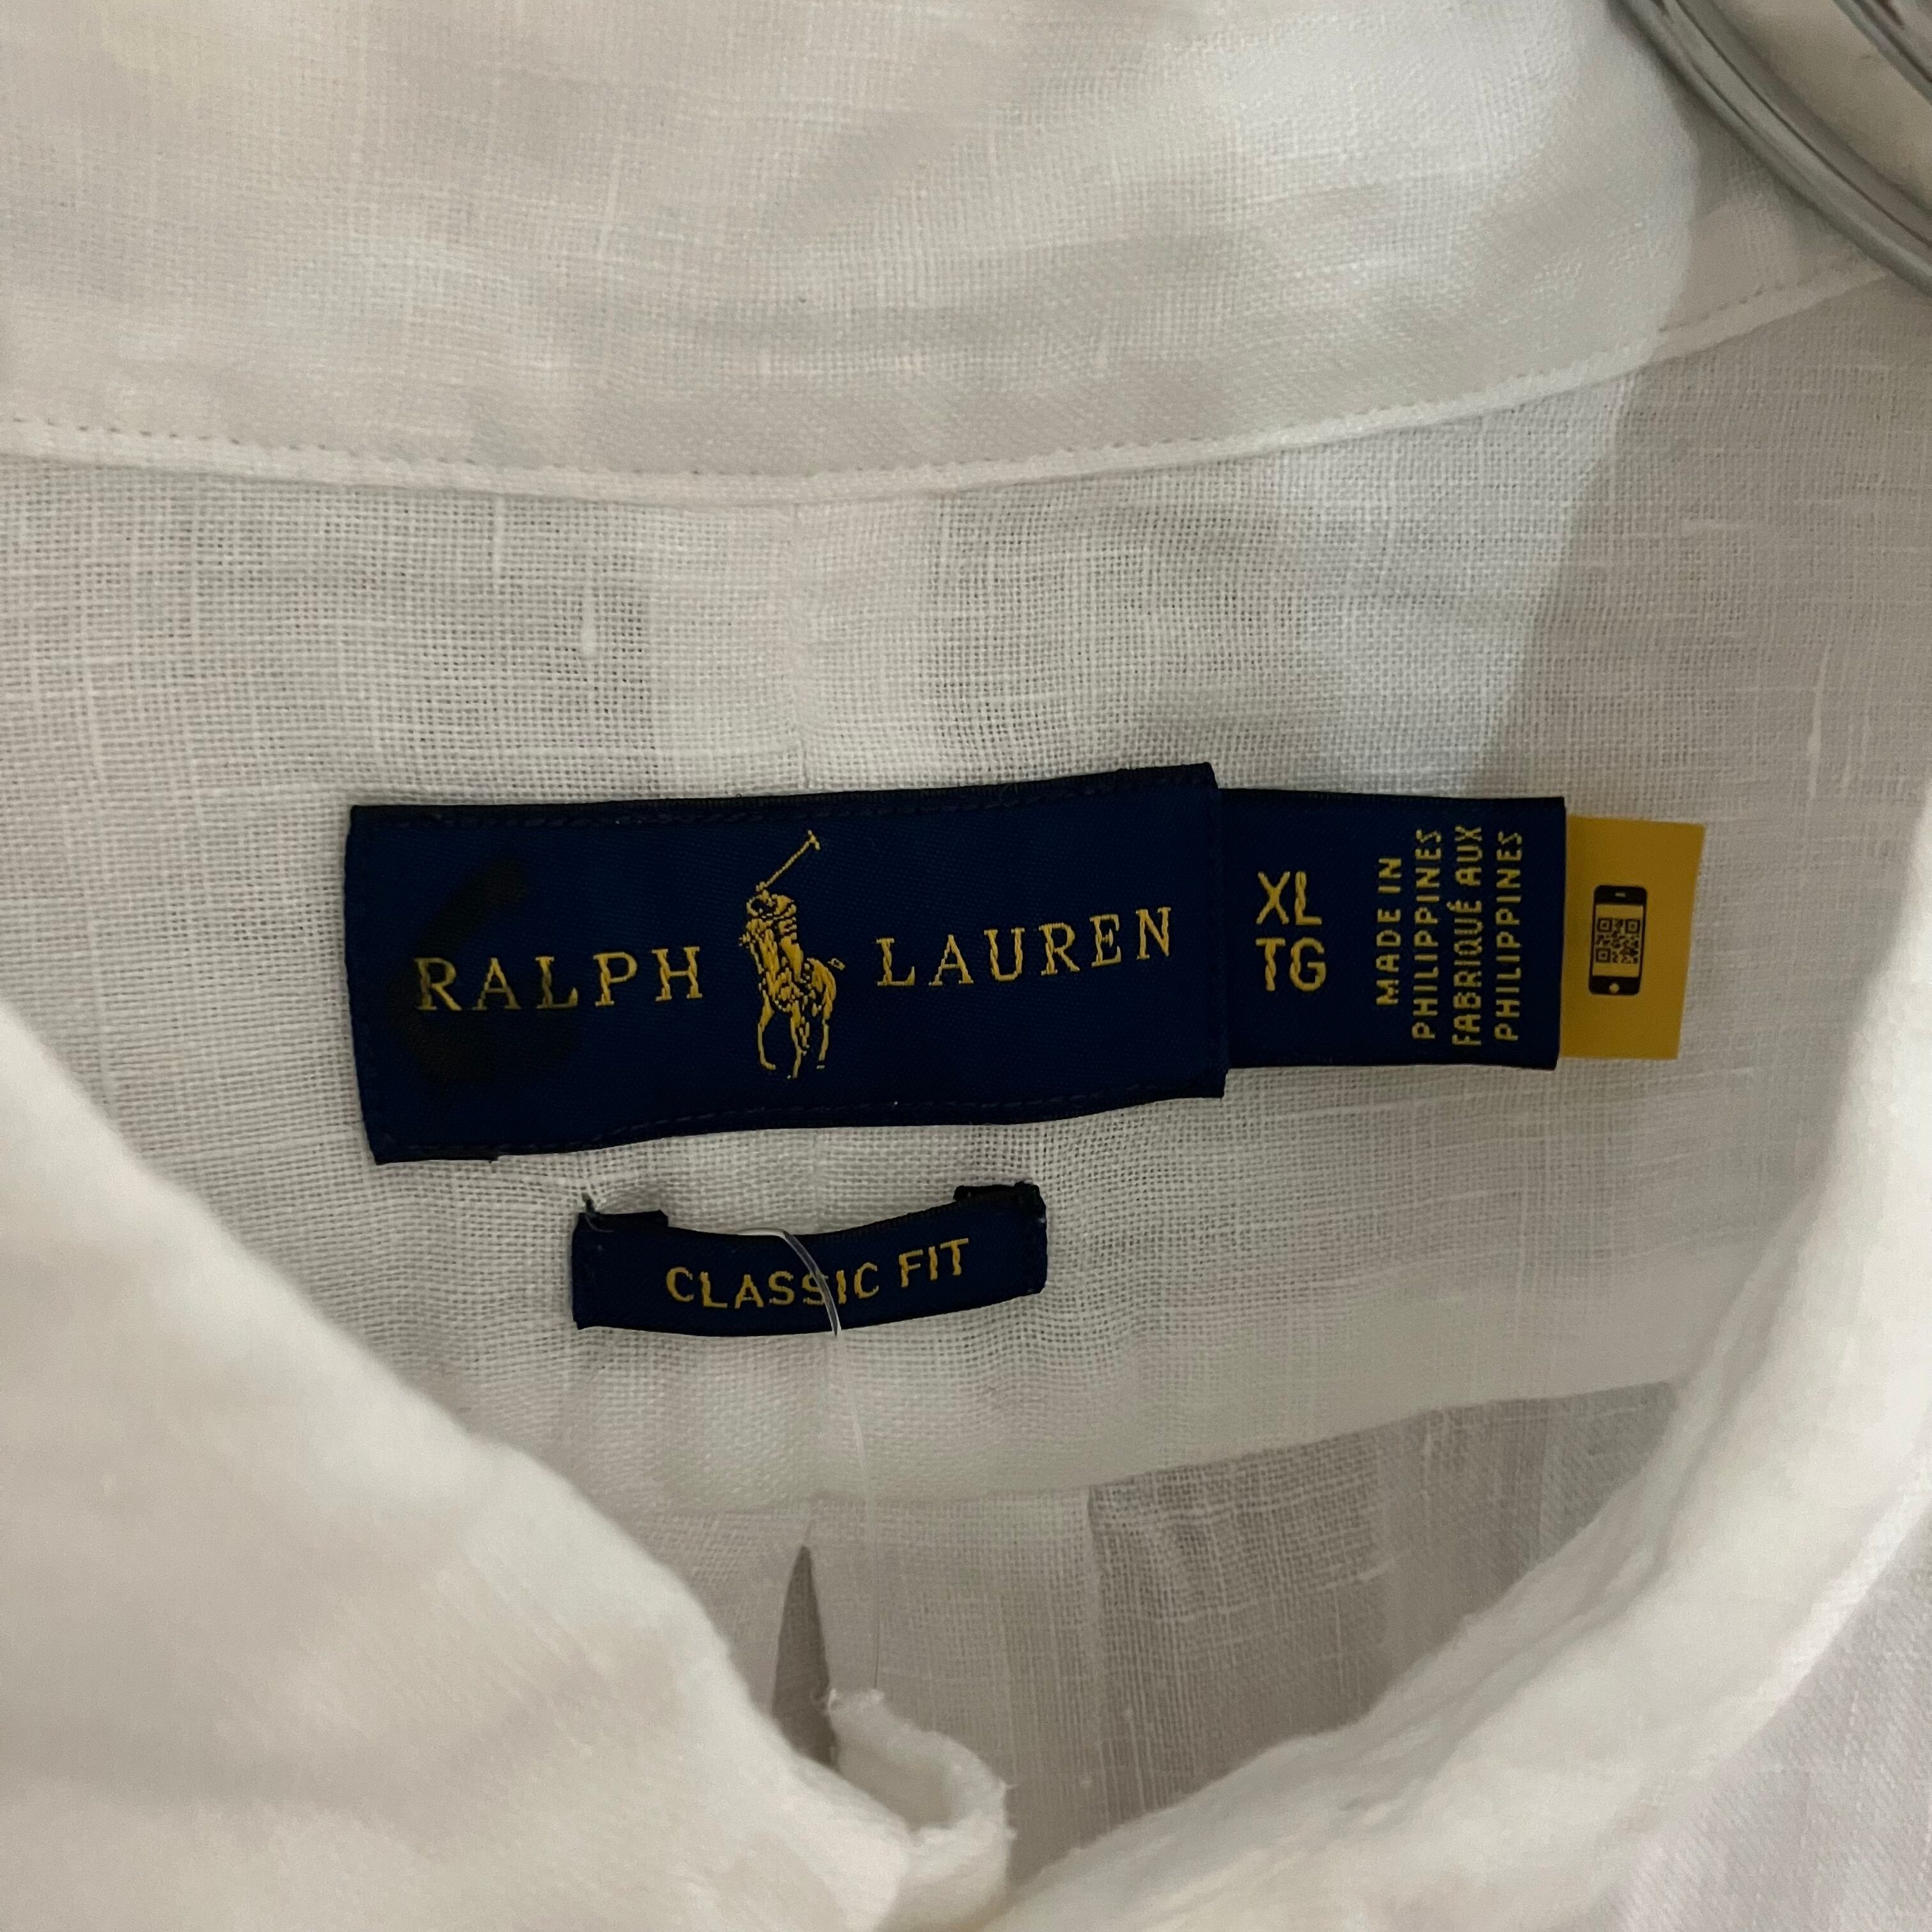 RALPH LAUREN
XL
TG
MADE IN
PHILIPPINES
FABRIQUÉ AUX
PHILIPPINES
CLASSIC FIT